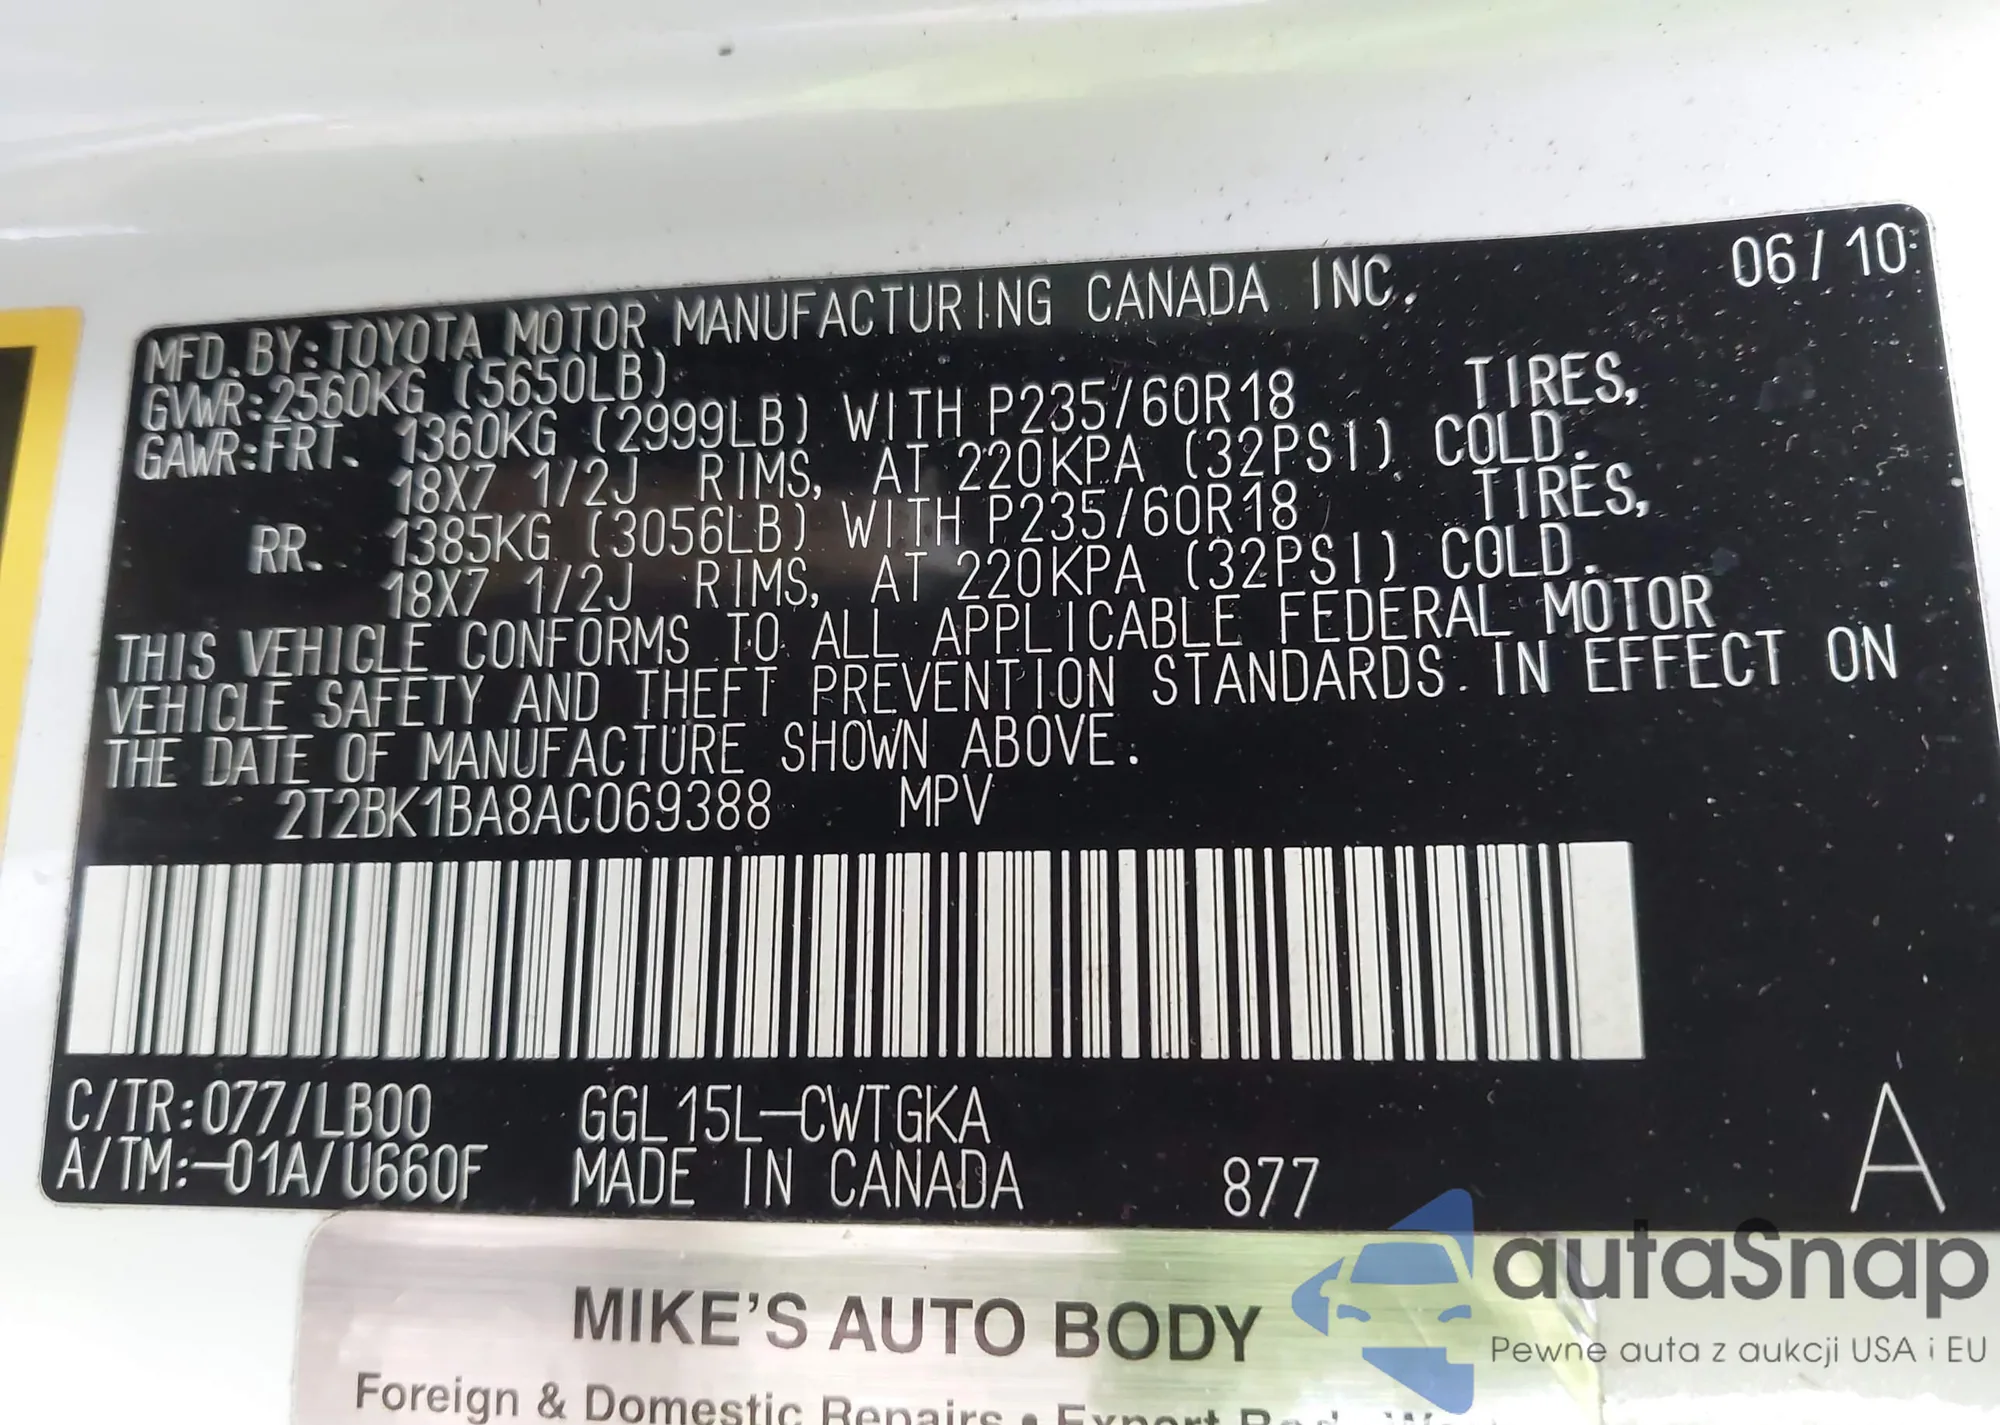 06/10
MFD.BY:TOYOTA MOTOR MANUFACTURING CANADA INC.
GVWR:2560KG (5650LB)
GAWR:FRT. 1360KG (2999LB) WITH P235/60R18 TIRES,
18X7 1/2J RIMS, AT 220KPA (32PSI) COLD.
RR. 1385KG (3056LB) WITH P235/60R18 TIRES,
18X7 1/2J RIMS, AT 220KPA (32PSI) COLD.
THIS VEHICLE CONFORMS TO ALL APPLICABLE FEDERAL MOTOR
VEHICLE SAFETY AND THEFT PREVENTION STANDARDS IN EFFECT ON
THE DATE OF MANUFACTURE SHOWN ABOVE.
2T2BK1BA8AC069388 MPV
C/TR:077/LB00 GGL15L-CWTGKA
A/TM:-01A/U660F MADE IN CANADA 877 A
MIKE'S AUTO BODY
Foreign & Domestic Repairs • Expert
autaSnap
Pewne auta z aukcji USA i EU